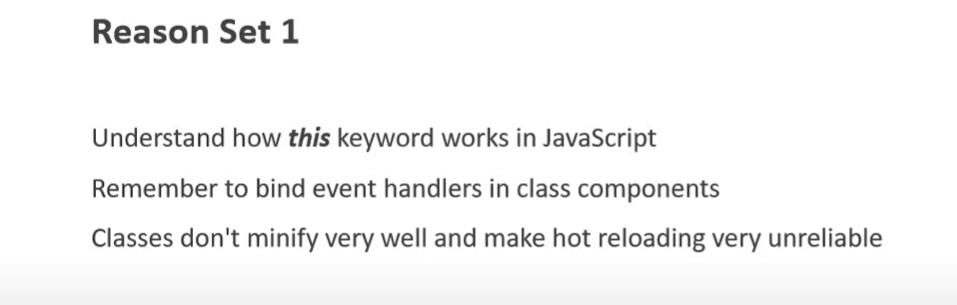 Reason Set 1
Understand how this keyword works in JavaScript
Remember to bind event handlers in class components
Classes don't minify very well and make hot reloading very unreliable